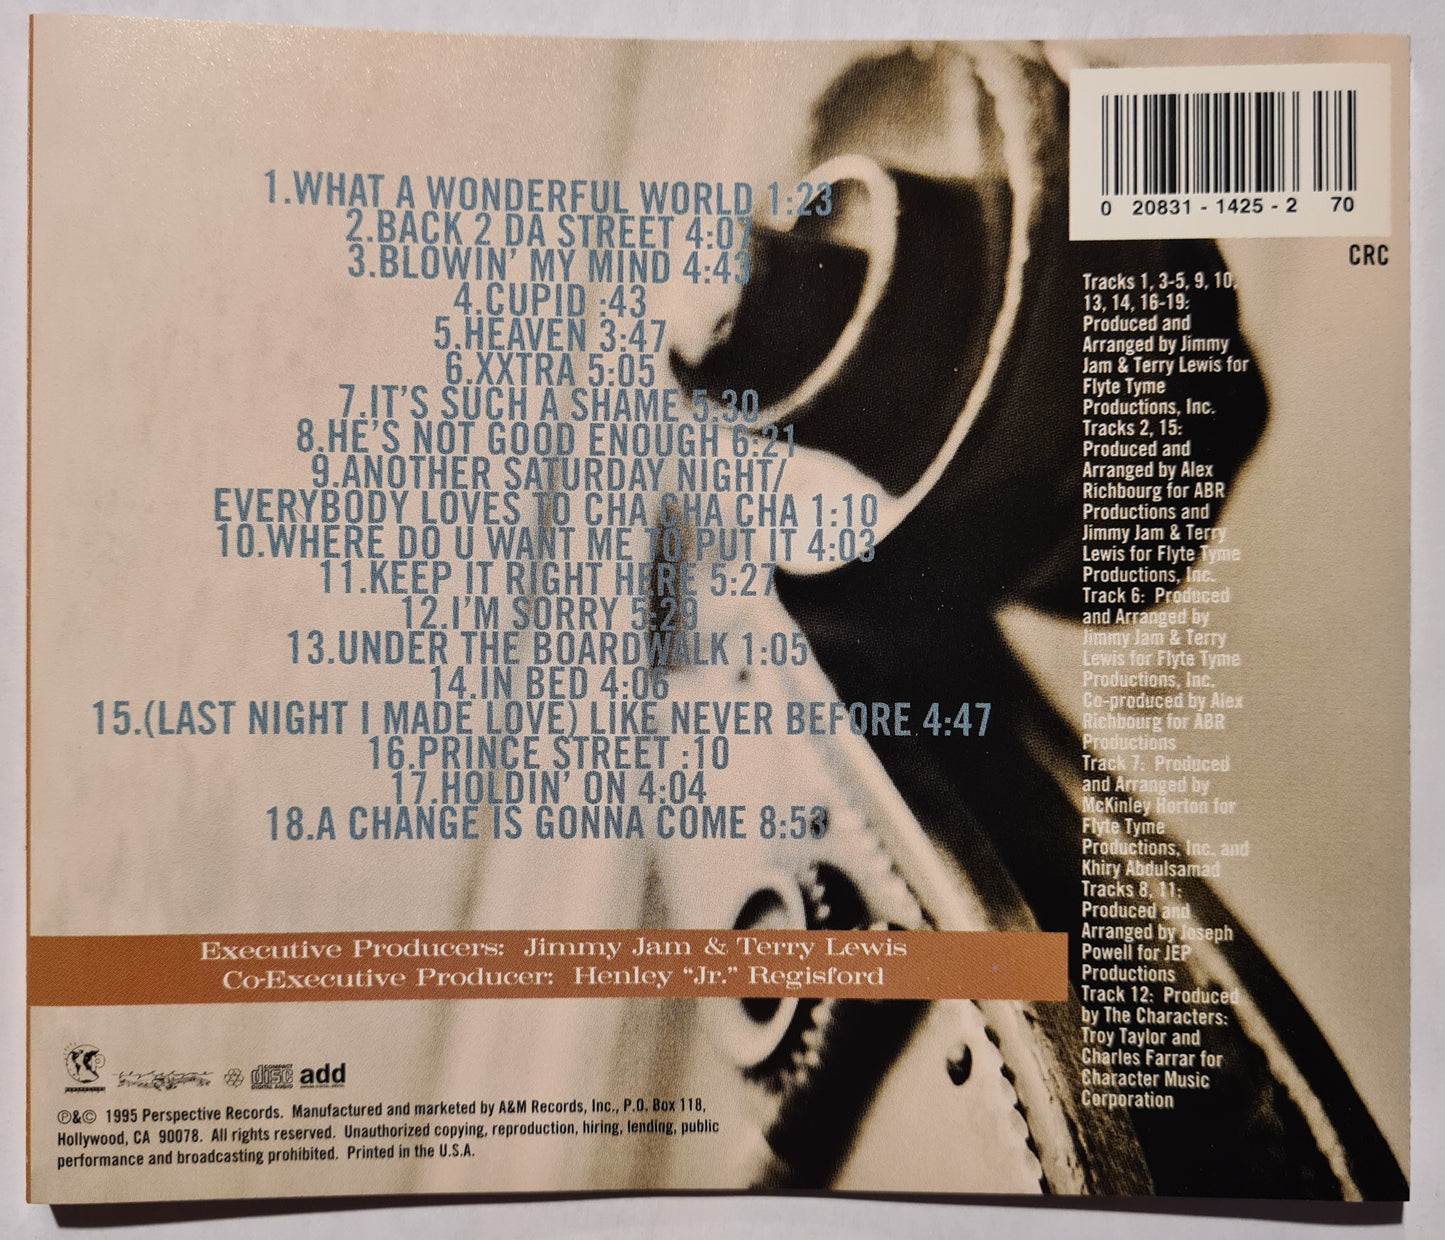 1.WHAT A WONDERFUL WORLD 1:23
2.BACK 2 DA STREET 4:07
3.BLOWIN' MY MIND 4:43
4.CUPID :43
5.HEAVEN 3:47
6.XXTRA 5:05
7.IT'S SUCH A SHAME 5:30
8.HE'S NOT GOOD ENOUGH 6:21
9.ANOTHER SATURDAY NIGHT/
EVERYBODY LOVES TO CHA CHA CHA 1:10
10.WHERE DO U WANT ME TO PUT IT 4:03
11.KEEP IT RIGHT HERE 5:27
12.I'M SORRY 5:29
13.UNDER THE BOARDWALK 1:05
14.IN BED 4:06
15.(LAST NIGHT I MADE LOVE) LIKE NEVER BEFORE 4:47
16.PRINCE STREET :10
17.HOLDIN' ON 4:04
18.A CHANGE IS GONNA COME 8:53
Executive Producers: Jimmy Jam & Terry Lewis
Co-Executive Producer: Henley "Jr." Regisford
PERSPECTIVE
COMPACT
disc
DIGITAL AUDIO
add
℗&© 1995 Perspective Records. Manufactured and marketed by A&M Records, Inc., P.O. Box 118,
Hollywood, CA 90078. All rights reserved. Unauthorized copying, reproduction, hiring, lending, public
performance and broadcasting prohibited. Printed in the U.S.A.
0 20831 - 1425 - 2 70
CRC
Tracks 1, 3-5, 9, 10,
13, 14, 16-19:
Produced and
Arranged by Jimmy
Jam & Terry Lewis for
Flyte Tyme
Productions, Inc.
Tracks 2, 15:
Produced and
Arranged by Alex
Richbourg for ABR
Productions and
Jimmy Jam & Terry
Lewis for Flyte Tyme
Productions, Inc.
Track 6: Produced
and Arranged by
Jimmy Jam & Terry
Lewis for Flyte Tyme
Productions, Inc.
Co-produced by Alex
Richbourg for ABR
Productions
Track 7: Produced
and Arranged by
McKinley Horton for
Flyte Tyme
Productions, Inc. and
Khiry Abdulsamad
Tracks 8, 11:
Produced and
Arranged by Joseph
Powell for JEP
Productions
Track 12: Produced
by The Characters:
Troy Taylor and
Charles Farrar for
Character Music
Corporation